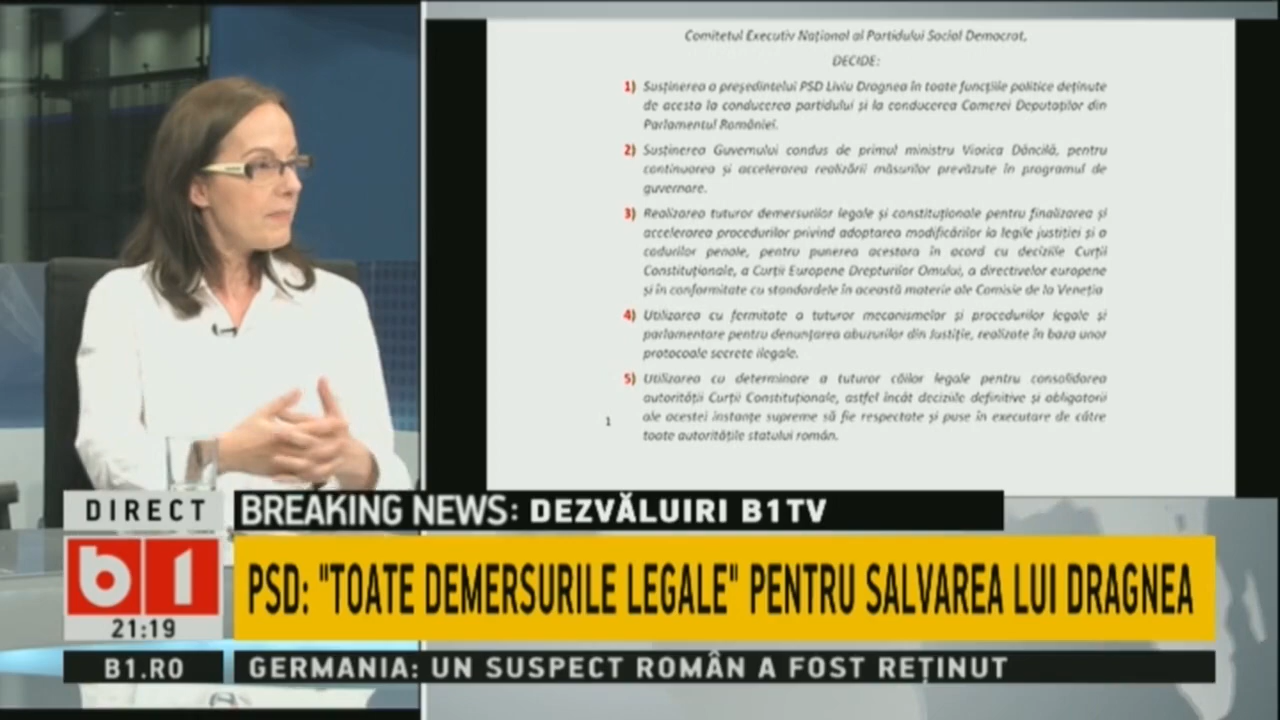 Comitetul Executiv Național al Partidului Social Democrat,
DECIDE:
1) Susținerea a președintelui PSD Liviu Dragnea în toate funcțiile politice deținute
de acesta la conducerea partidului și la conducerea Camerei Deputaților din
Parlamentul României.
2) Susținerea Guvernului condus de primul ministru Viorica Dăncilă, pentru
continuarea și accelerarea realizării măsurilor prevăzute în programul de
guvernare.
3) Realizarea tuturor demersurilor legale și constituționale pentru finalizarea și
accelerarea procedurilor privind adoptarea modificărilor la legile justiției și a
codurilor penale, pentru punerea acestora în acord cu deciziile Curții
Constituționale, a Curții Europene Drepturilor Omului, a directivelor europene
și în conformitate cu standardele în această materie ale Comisie de la Veneția
4) Utilizarea cu fermitate a tuturor mecanismelor și procedurilor legale și
parlamentare pentru denunțarea abuzurilor din Justiție, realizate în baza unor
protocoale secrete ilegale.
5) Utilizarea cu determinare a tuturor căilor legale pentru consolidarea
autorității Curții Constituționale, astfel încât deciziile definitive și obligatorii
ale acestei instanțe supreme să fie respectate și puse în executare de către
toate autoritățile statului român.
1
DIRECT
BREAKING NEWS: DEZVĂLUIRI B1TV
b1
PSD: "TOATE DEMERSURILE LEGALE" PENTRU SALVAREA LUI DRAGNEA
21:19
B1.RO
GERMANIA: UN SUSPECT ROMÂN A FOST REȚINUT